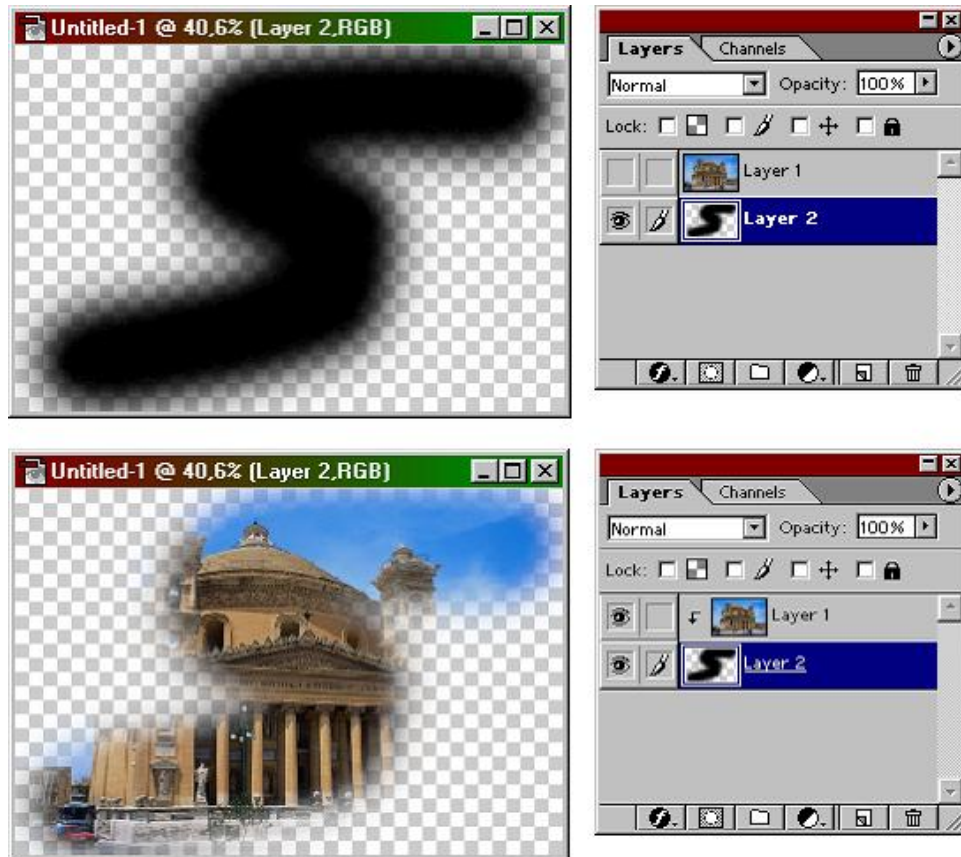 Untitled-1 @ 40,6% (Layer 2,RGB)
Layers Channels
Normal Opacity: 100%
Lock:
Layer 1
Layer 2
Untitled-1 @ 40,6% (Layer 2,RGB)
Layers Channels
Normal Opacity: 100%
Lock:
Layer 1
Layer 2